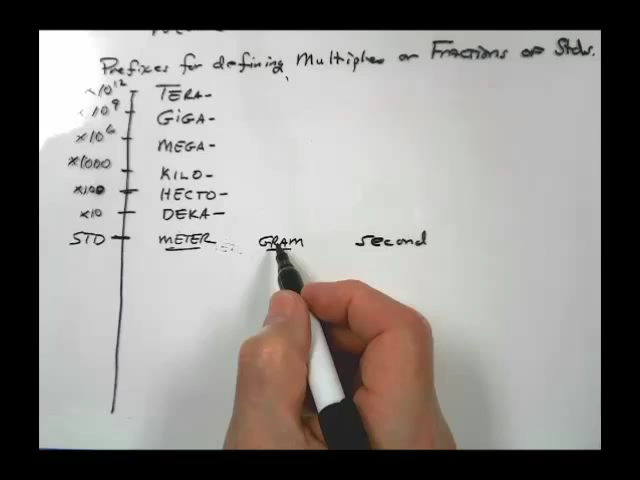 Prefixes for defining Multiples or Fractions of Stds.
x10¹² TERA-
x10⁹ GIGA-
x10⁶ MEGA-
x1000 KILO-
x100 HECTO-
x10 DEKA-
STD METER GRAM second